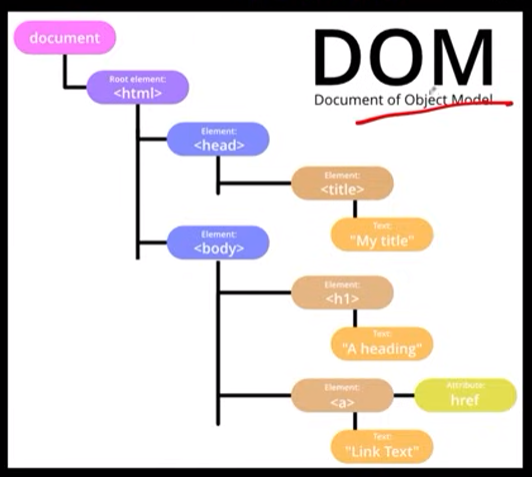 document
DOM
Document of Object Model
Root element:
<html>
Element:
<head>
Element:
<title>
Text:
"My title"
Element:
<body>
Element:
<h1>
Text:
"A heading"
Element:
<a>
Attribute:
href
Text:
"Link Text"